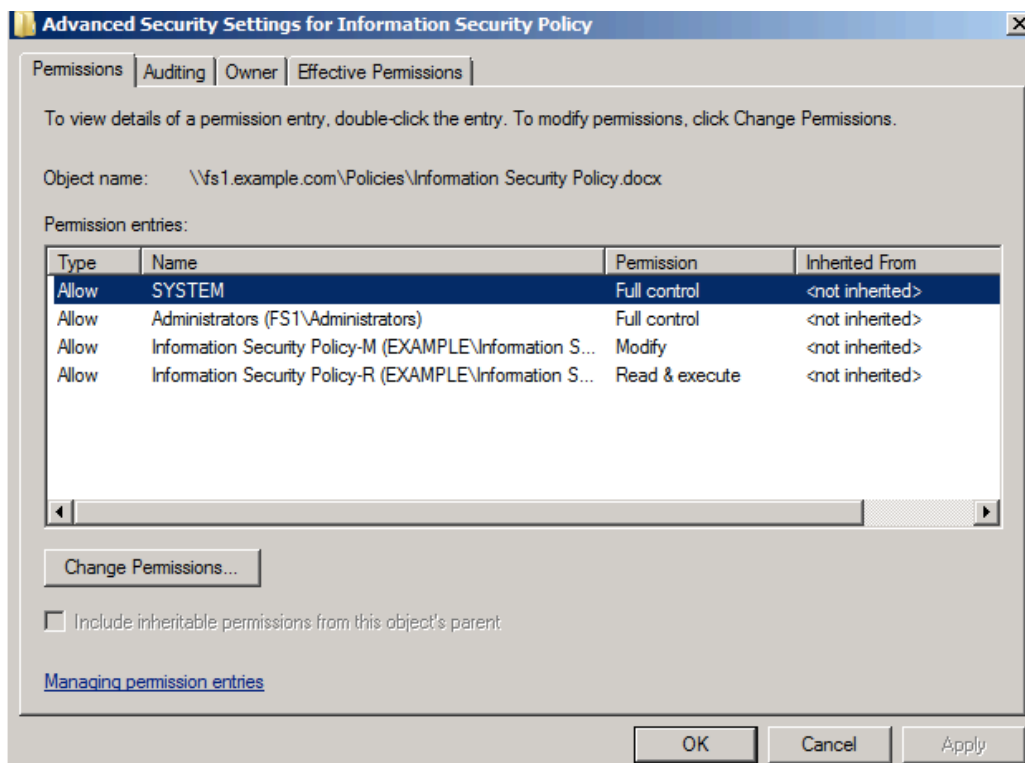 Advanced Security Settings for Information Security Policy
Permissions Auditing Owner Effective Permissions
To view details of a permission entry, double-click the entry. To modify permissions, click Change Permissions.
Object name: \\fs1.example.com\Policies\Information Security Policy.docx
Permission entries:
Type Name Permission Inherited From
Allow SYSTEM Full control <not inherited>
Allow Administrators (FS1\Administrators) Full control <not inherited>
Allow Information Security Policy-M (EXAMPLE\Information S... Modify <not inherited>
Allow Information Security Policy-R (EXAMPLE\Information S... Read & execute <not inherited>
Change Permissions...
Include inheritable permissions from this object's parent
Managing permission entries
OK Cancel Apply